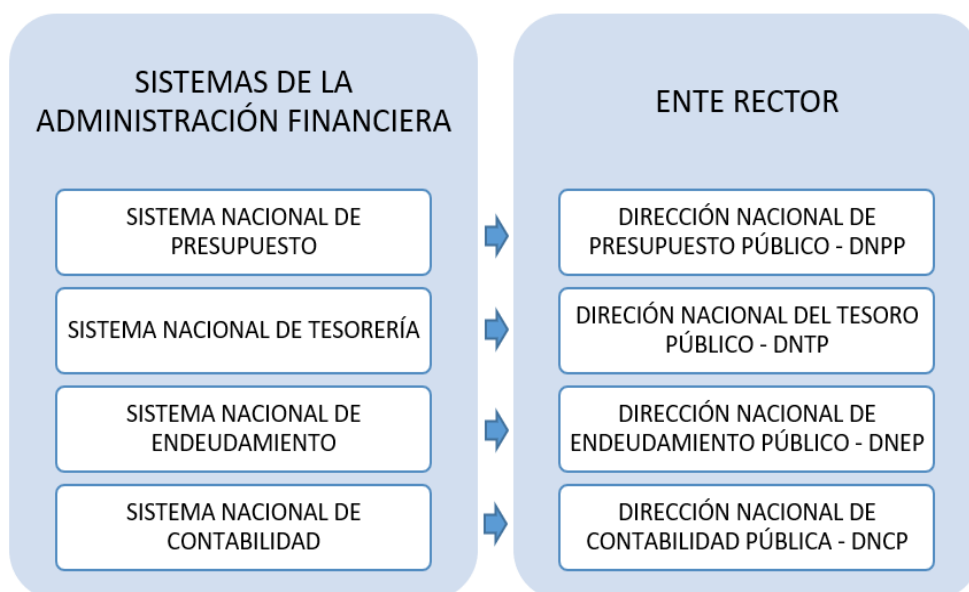 SISTEMAS DE LA
ADMINISTRACIÓN FINANCIERA
ENTE RECTOR
SISTEMA NACIONAL DE
PRESUPUESTO
DIRECCIÓN NACIONAL DE
PRESUPUESTO PÚBLICO - DNPP
SISTEMA NACIONAL DE TESORERÍA
DIRECIÓN NACIONAL DEL TESORO
PÚBLICO - DNTP
SISTEMA NACIONAL DE
ENDEUDAMIENTO
DIRECCIÓN NACIONAL DE
ENDEUDAMIENTO PÚBLICO - DNEP
SISTEMA NACIONAL DE
CONTABILIDAD
DIRECCIÓN NACIONAL DE
CONTABILIDAD PÚBLICA - DNCP